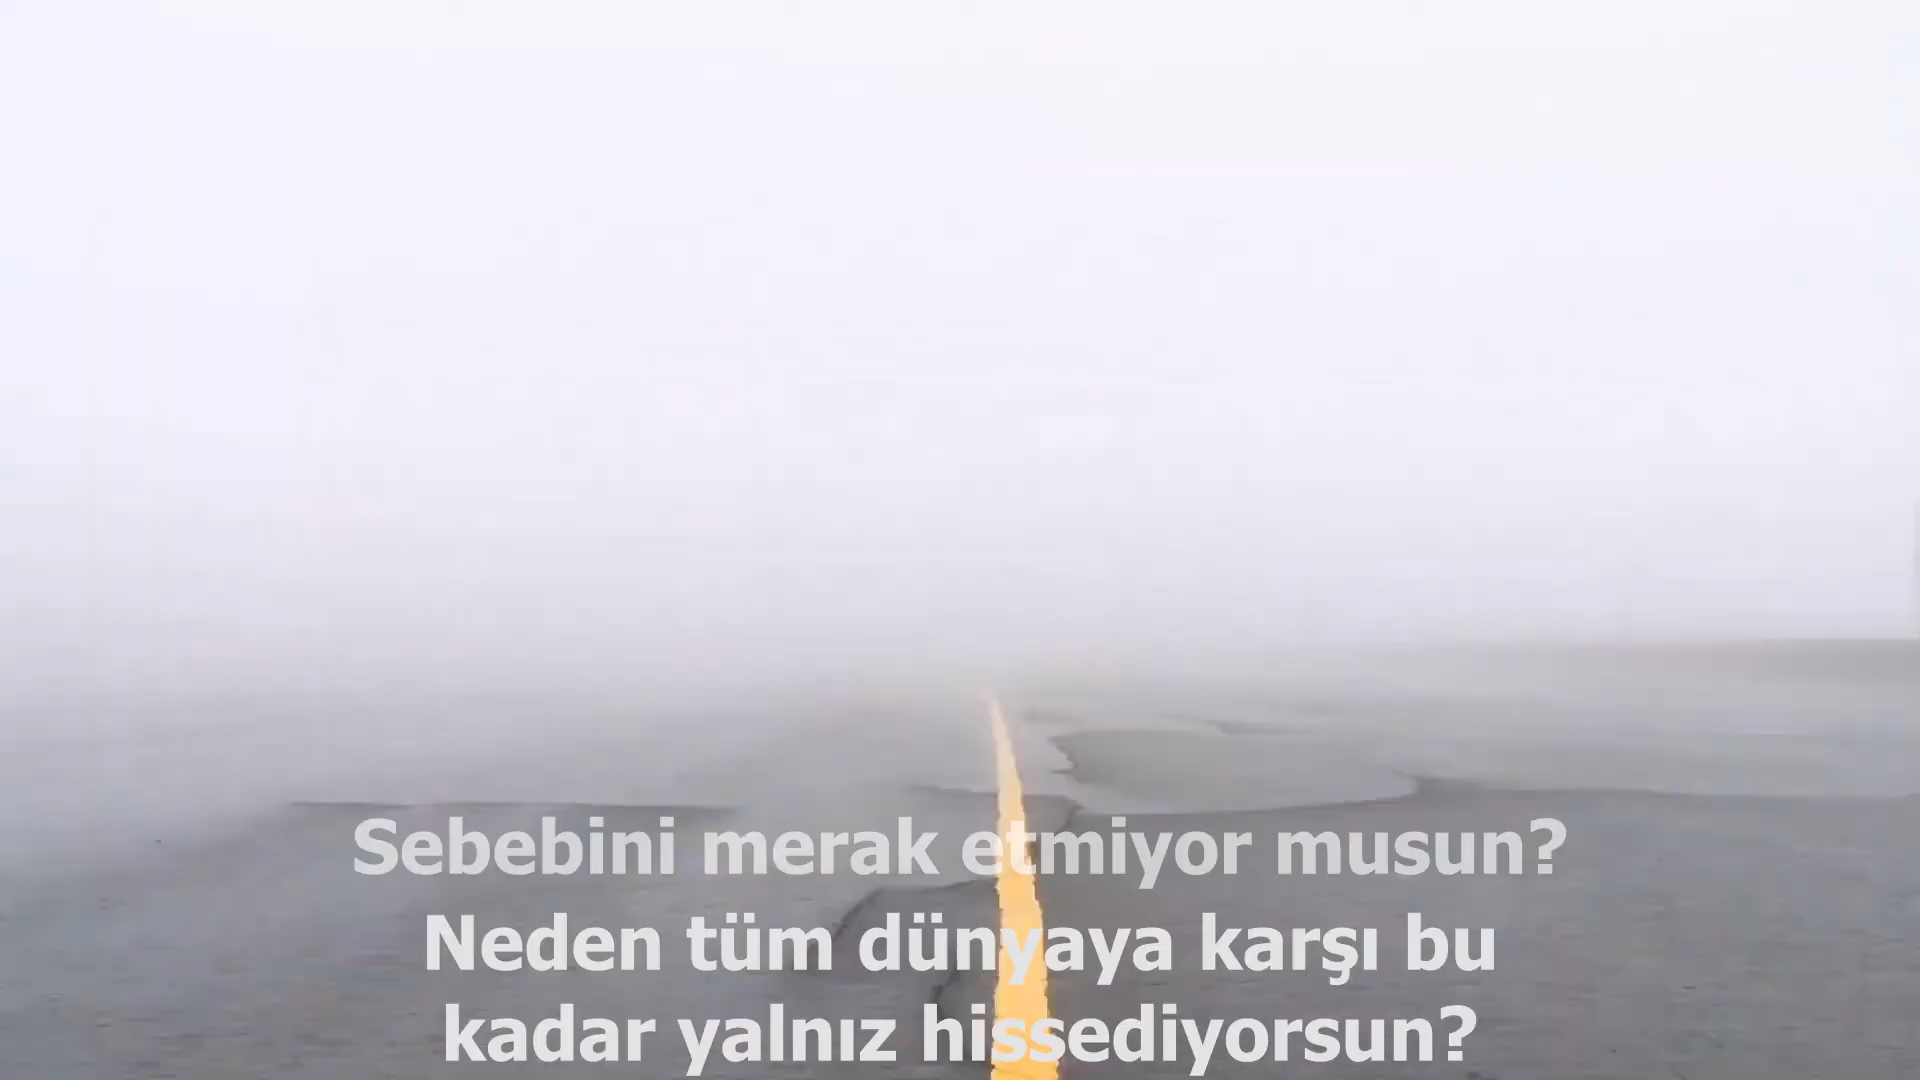 Sebebini merak etmiyor musun?
Neden tüm dünyaya karşı bu
kadar yalnız hissediyorsun?